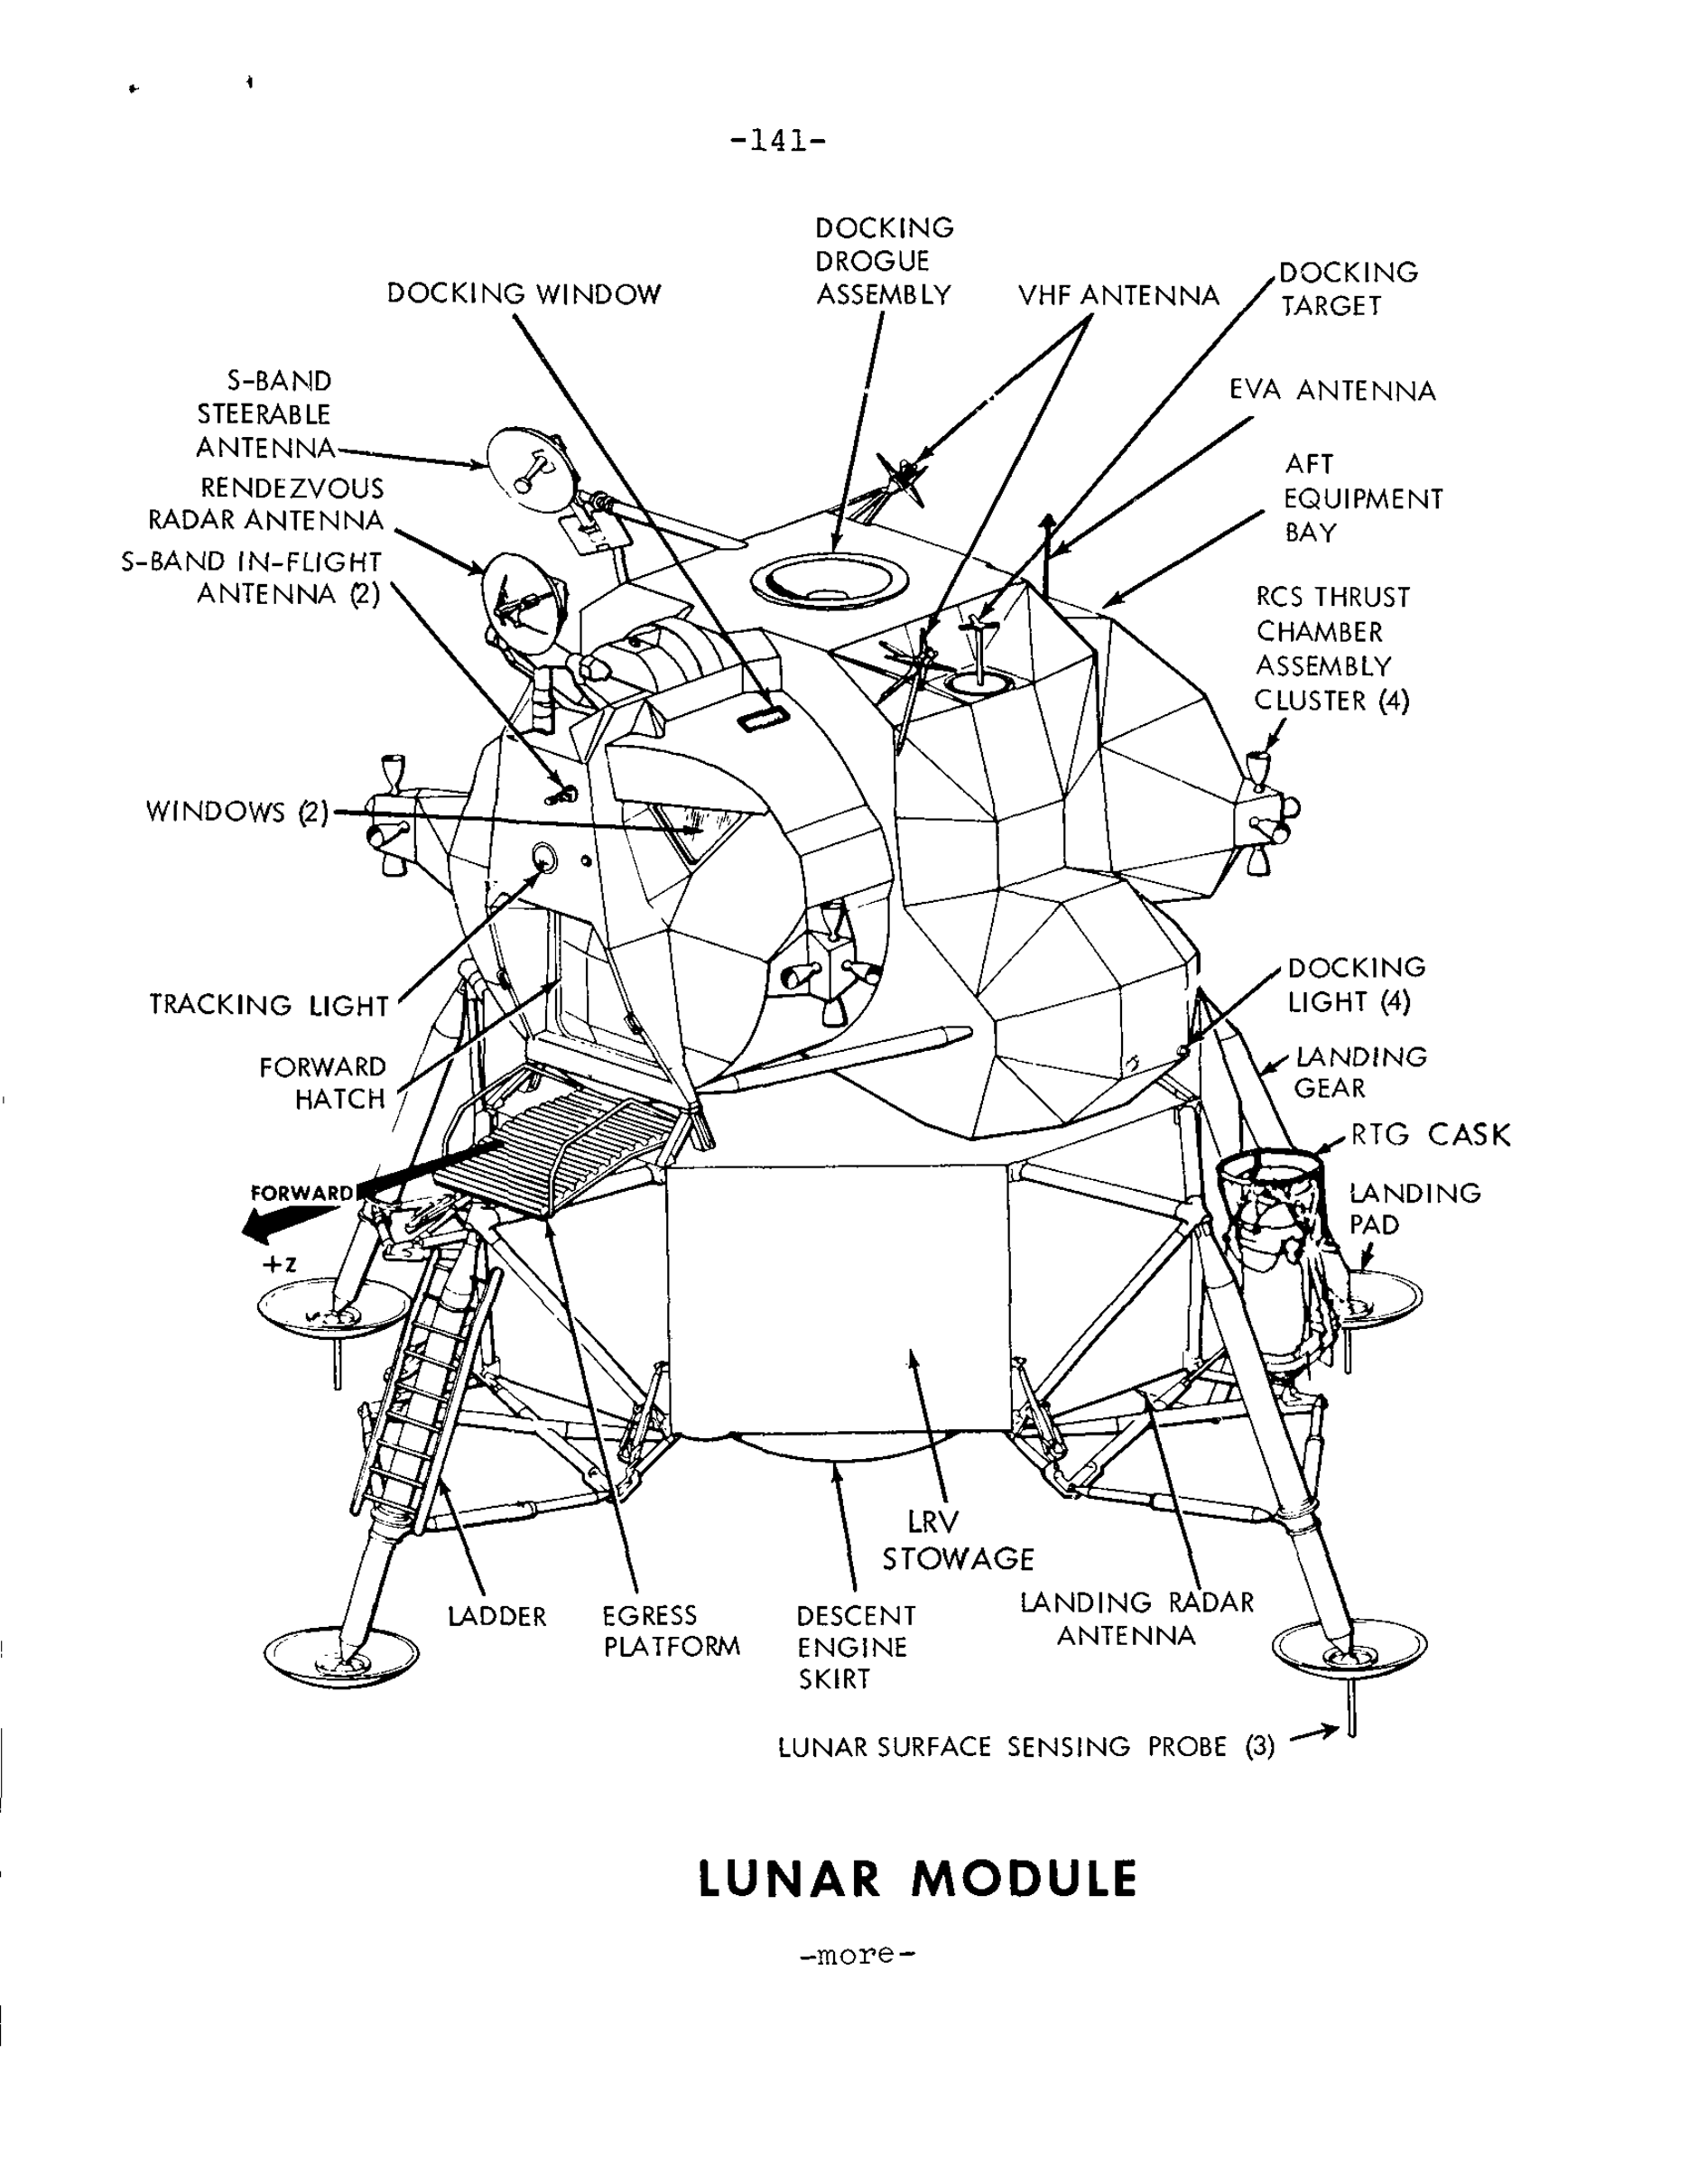 -141-
DOCKING
DROGUE
ASSEMBLY
DOCKING WINDOW
VHF ANTENNA
DOCKING
TARGET
S-BAND
STEERABLE
ANTENNA
EVA ANTENNA
RENDEZVOUS
RADAR ANTENNA
AFT
EQUIPMENT
BAY
S-BAND IN-FLIGHT
ANTENNA (2)
RCS THRUST
CHAMBER
ASSEMBLY
CLUSTER (4)
WINDOWS (2)
TRACKING LIGHT
DOCKING
LIGHT (4)
FORWARD
HATCH
LANDING
GEAR
RTG CASK
FORWARD
+Z
LANDING
PAD
LRV
STOWAGE
LADDER
EGRESS
PLATFORM
DESCENT
ENGINE
SKIRT
LANDING RADAR
ANTENNA
LUNAR SURFACE SENSING PROBE (3)
LUNAR MODULE
-more-